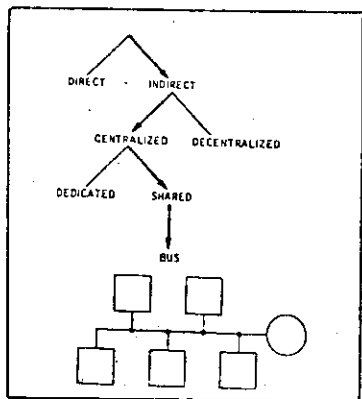 DIRECT INDIRECT
CENTRALIZED DECENTRALIZED
DEDICATED SHARED
BUS